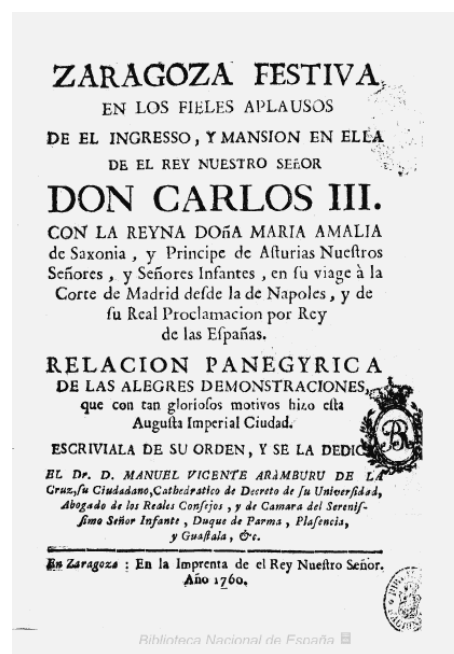 ZARAGOZA FESTIVA,
EN LOS FIELES APLAUSOS
DE EL INGRESSO, Y MANSION EN ELLA
DE EL REY NUESTRO SEÑOR
DON CARLOS III.
CON LA REYNA DOñA MARIA AMALIA
de Saxonia, y Principe de Aſturias Nueſtros
Señores, y Señores Infantes, en ſu viage à la
Corte de Madrid deſde la de Napoles, y de
ſu Real Proclamacion por Rey
de las Eſpañas.
RELACION PANEGYRICA
DE LAS ALEGRES DEMONSTRACIONES,
que con tan glorioſos motivos hizo eſta
Auguſta Imperial Ciudad.
ESCRIVIALA DE SU ORDEN, Y SE LA DEDICA
EL Dr. D. MANUEL VICENTE ARàMBURU DE LA
Cruz, ſu Ciudadano, Cathedratico de Decreto de ſu Univerſidad,
Abogado de los Reales Conſejos, y de Camara del Sereniſ-
ſimo Señor Infante, Duque de Parma, Plaſencia,
y Guaſtala, &c.
En Zaragoza: En la Imprenta de el Rey Nueſtro Señor.
Año 1760.
Biblioteca Nacional de España